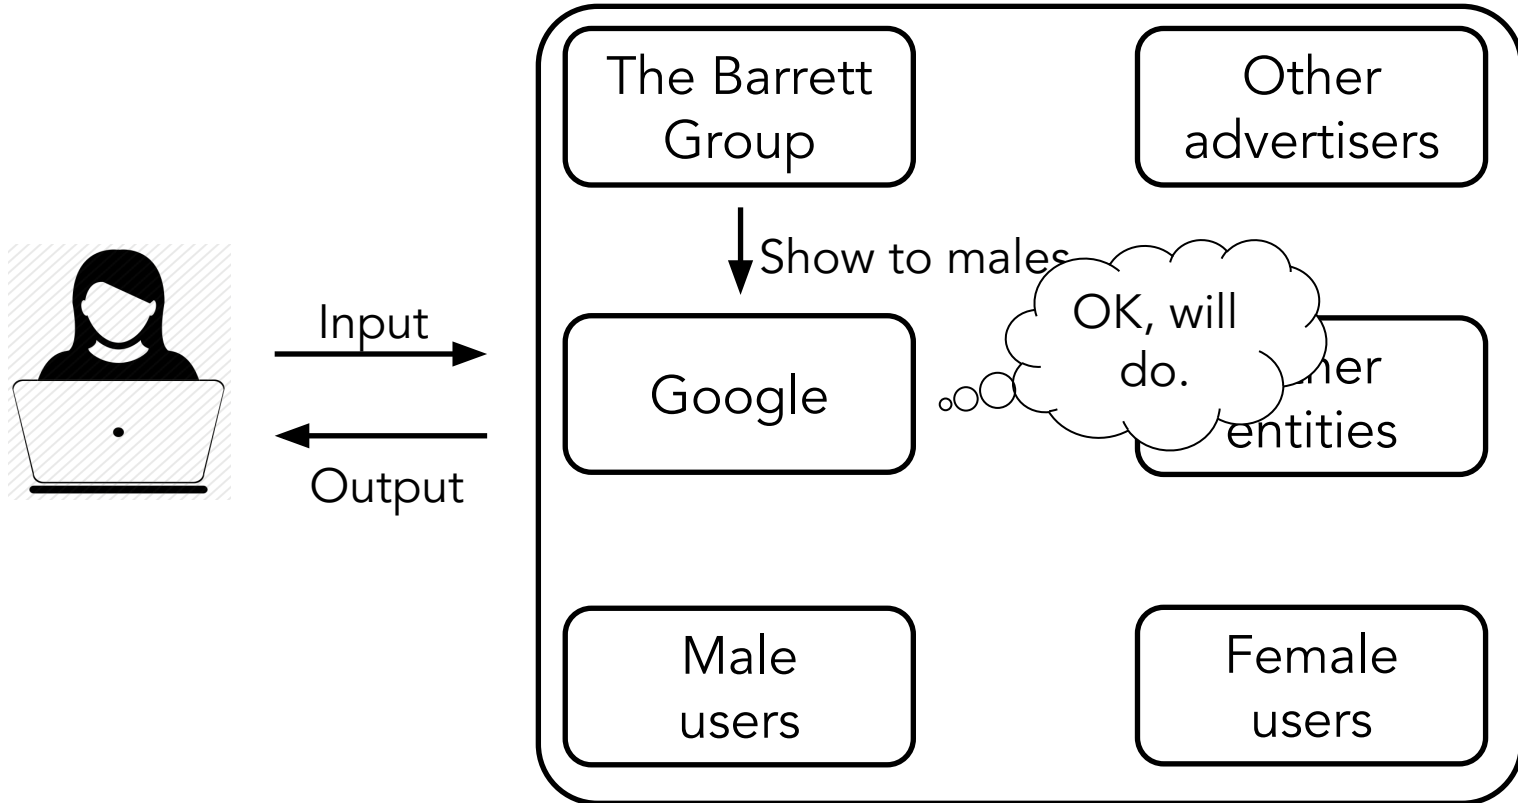 The Barrett
Group
Other
advertisers
Show to males
Input
Output
Google
OK, will
do.
entities
Male
users
Female
users